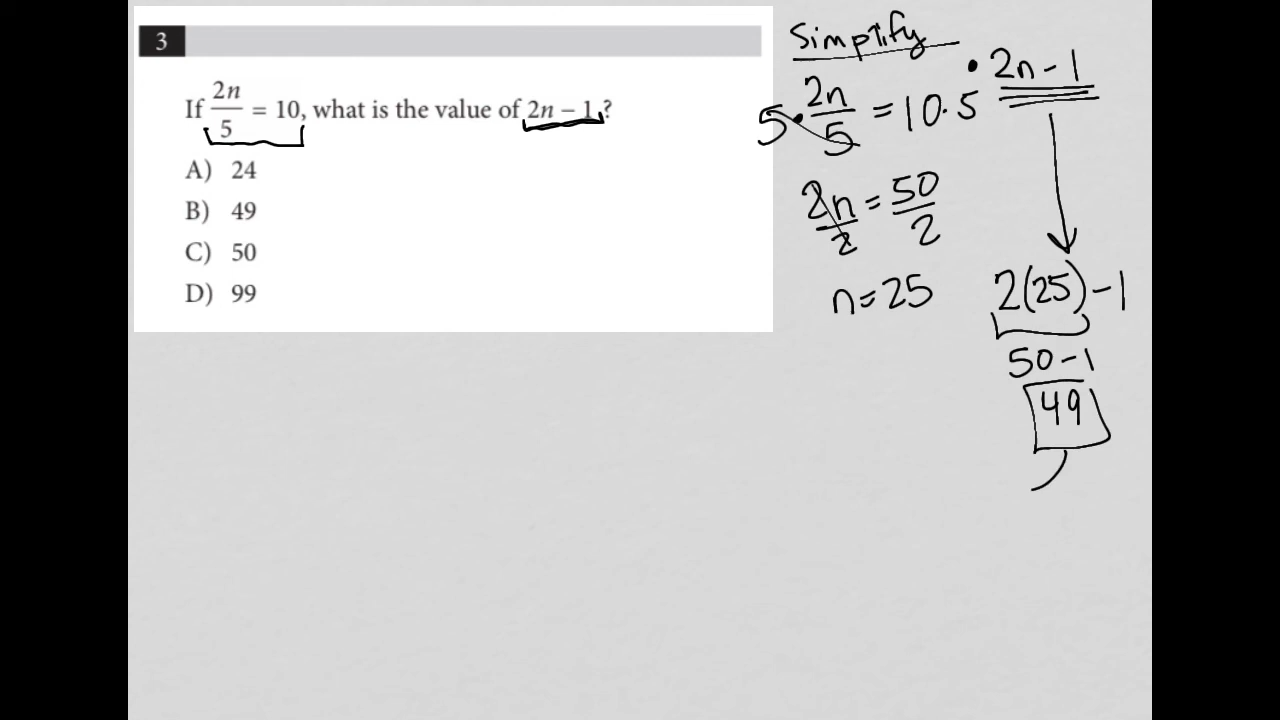 3
If 2n/5 = 10, what is the value of 2n − 1 ?
A) 24
B) 49
C) 50
D) 99
Simplify
5 · 2n/5 = 10 · 5
2n/2 = 50/2
n = 25
• 2n − 1
2(25) − 1
50 − 1
49